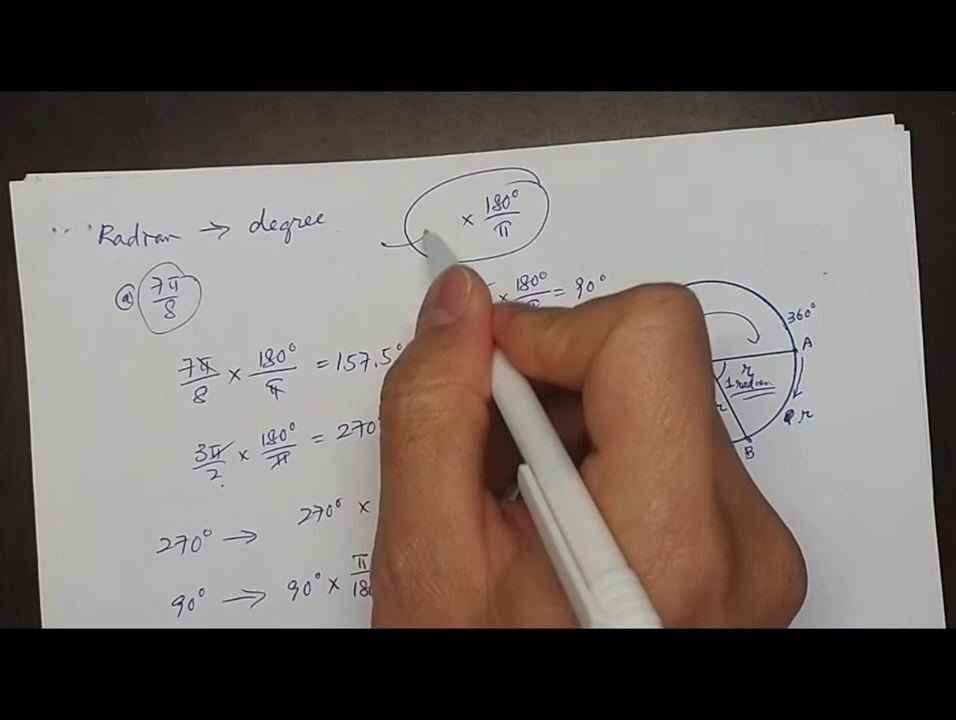 Radian → degree × 180°/π
ⓐ 7π/8
× 180°/π = 90°
7π/8 × 180°/π = 157.5°
3π/2 × 180°/π = 270°
270° → 270° ×
90° → 90° × π/180
360°
A
r
1 radian
r
r
B